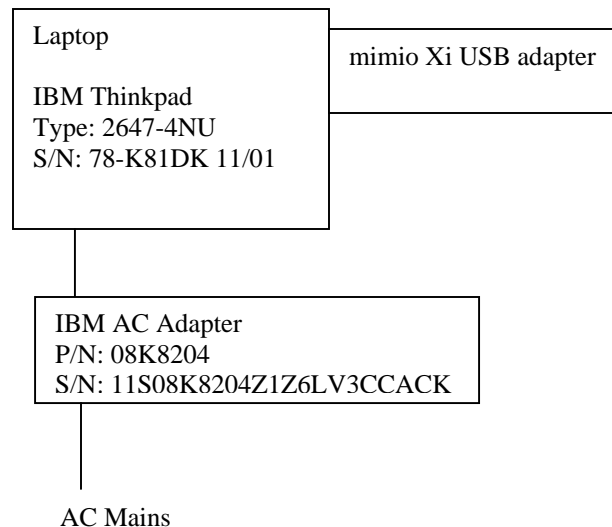 Laptop
mimio Xi USB adapter
IBM Thinkpad
Type: 2647-4NU
S/N: 78-K81DK 11/01
IBM AC Adapter
P/N: 08K8204
S/N: 11S08K8204Z1Z6LV3CCACK
AC Mains